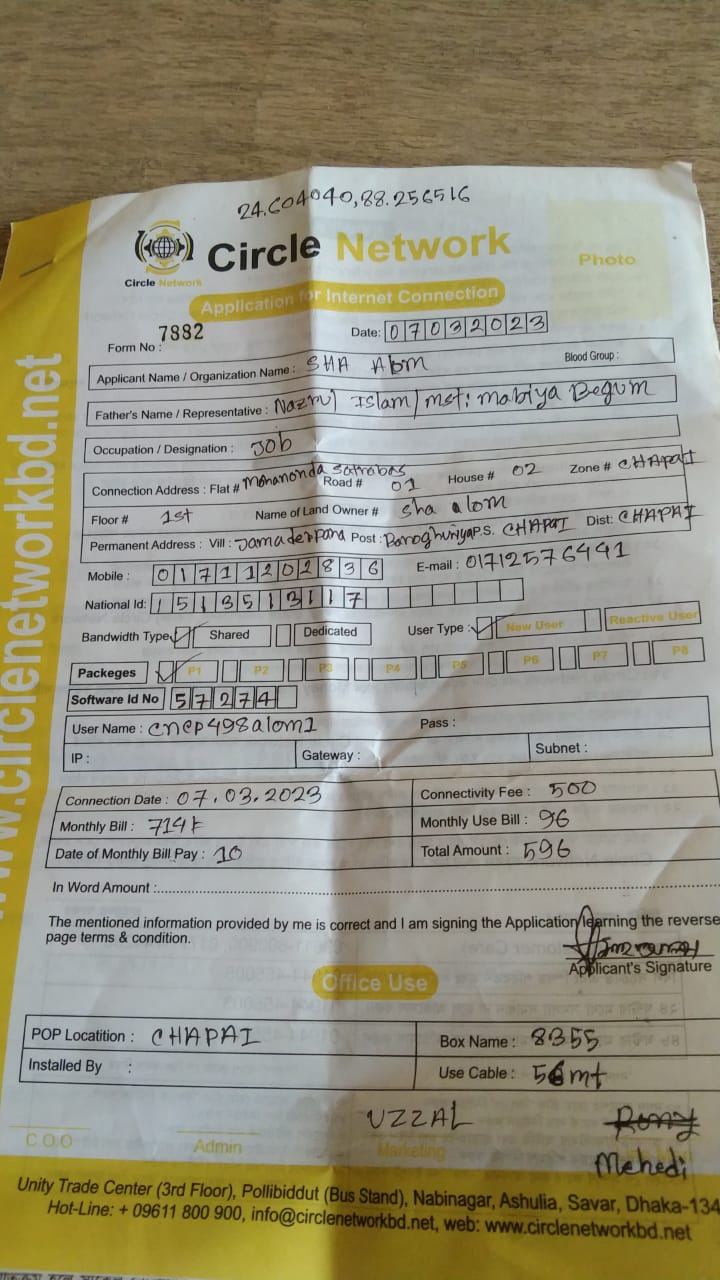 24.604040,88.256516
Circle Network
Circle Network
Photo
Application for Internet Connection
Form No : 7882
Date: 07032023
Applicant Name / Organization Name : SHA Alom
Blood Group :
Father's Name / Representative : Nazrul Islam/mst: mabiya Begum
Occupation / Designation : Job
Connection Address : Flat # Mohanonda Road # 01 House # 02 Zone # CHAPAI
Floor # 1st Name of Land Owner # sha alom
Permanent Address : Vill : Jamaderpara Post : Baroghuriya P.S. CHAPAI Dist: CHAPAI
Mobile : 01711202836 E-mail : 01712576441
National Id: 1513513117
Bandwidth Type Shared Dedicated User Type : New User Reactive User
Packeges P1 P2 P3 P4 P5 P6 P7 P8
Software Id No 57274
User Name : cnep498alom1 Pass :
IP : Gateway : Subnet :
Connection Date : 07.03.2023 Connectivity Fee : 500
Monthly Bill : 714 Monthly Use Bill : 96
Date of Monthly Bill Pay : 10 Total Amount : 596
In Word Amount :
The mentioned information provided by me is correct and I am signing the Application learning the reverse
page terms & condition.
Applicant's Signature
Office Use
POP Locatition : CHAPAI Box Name : 8355
Installed By : Use Cable : 56mt
UZZAL Rony
C.O.O Admin Marketing Mehedi
Unity Trade Center (3rd Floor), Pollibiddut (Bus Stand), Nabinagar, Ashulia, Savar, Dhaka-134
Hot-Line: + 09611 800 900, info@circlenetworkbd.net, web: www.circlenetworkbd.net
www.circlenetworkbd.net